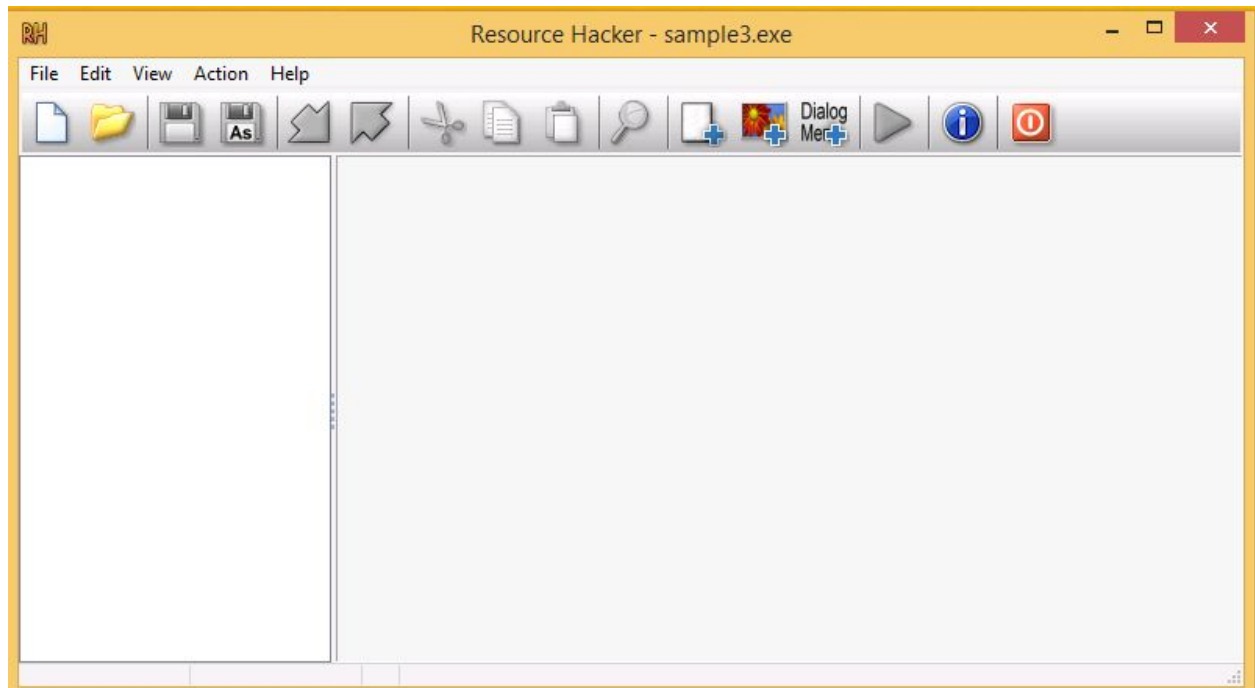 RH
Resource Hacker - sample3.exe
File Edit View Action Help
As
Dialog